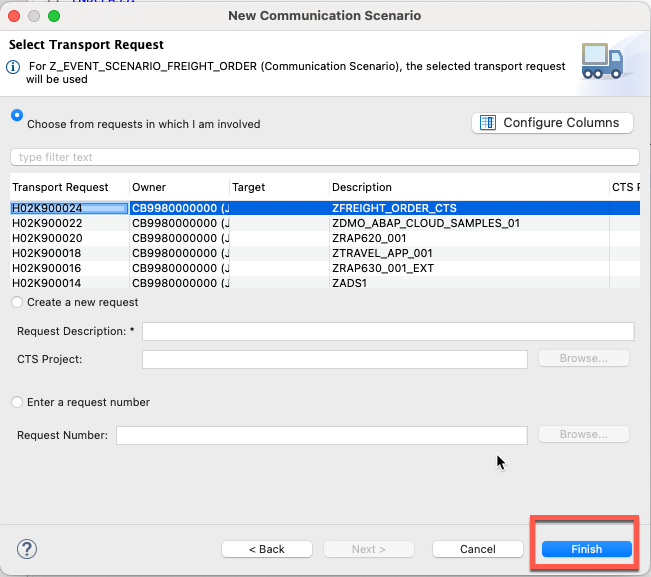 New Communication Scenario
Select Transport Request
For Z_EVENT_SCENARIO_FREIGHT_ORDER (Communication Scenario), the selected transport request
will be used
Choose from requests in which I am involved
Configure Columns
type filter text
Transport Request Owner Target Description CTS P
H02K900024 CB9980000000 (J ZFREIGHT_ORDER_CTS
H02K900022 CB9980000000 (J ZDMO_ABAP_CLOUD_SAMPLES_01
H02K900020 CB9980000000 (J ZRAP620_001
H02K900018 CB9980000000 (J ZTRAVEL_APP_001
H02K900016 CB9980000000 (J ZRAP630_001_EXT
H02K900014 CB9980000000 (J ZADS1
Create a new request
Request Description: *
CTS Project:
Browse...
Enter a request number
Request Number:
Browse...
?
< Back Next > Cancel Finish